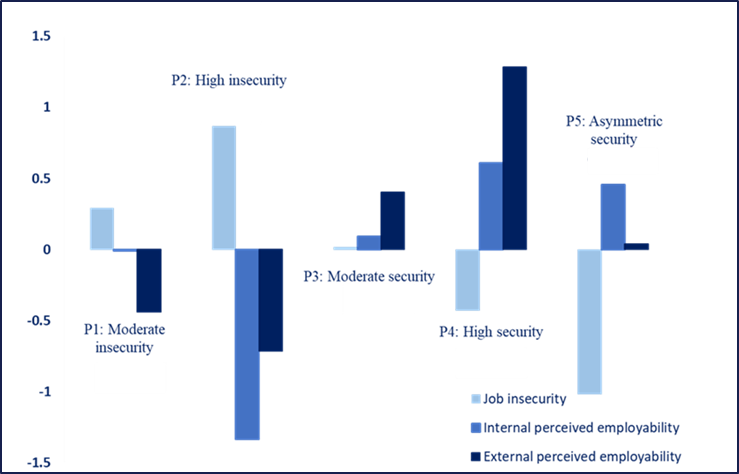 1.5
1
0.5
0
-0.5
-1
-1.5
P1: Moderate
insecurity
P2: High insecurity
P3: Moderate security
P4: High security
P5: Asymmetric
security
Job insecurity
Internal perceived employability
External perceived employability